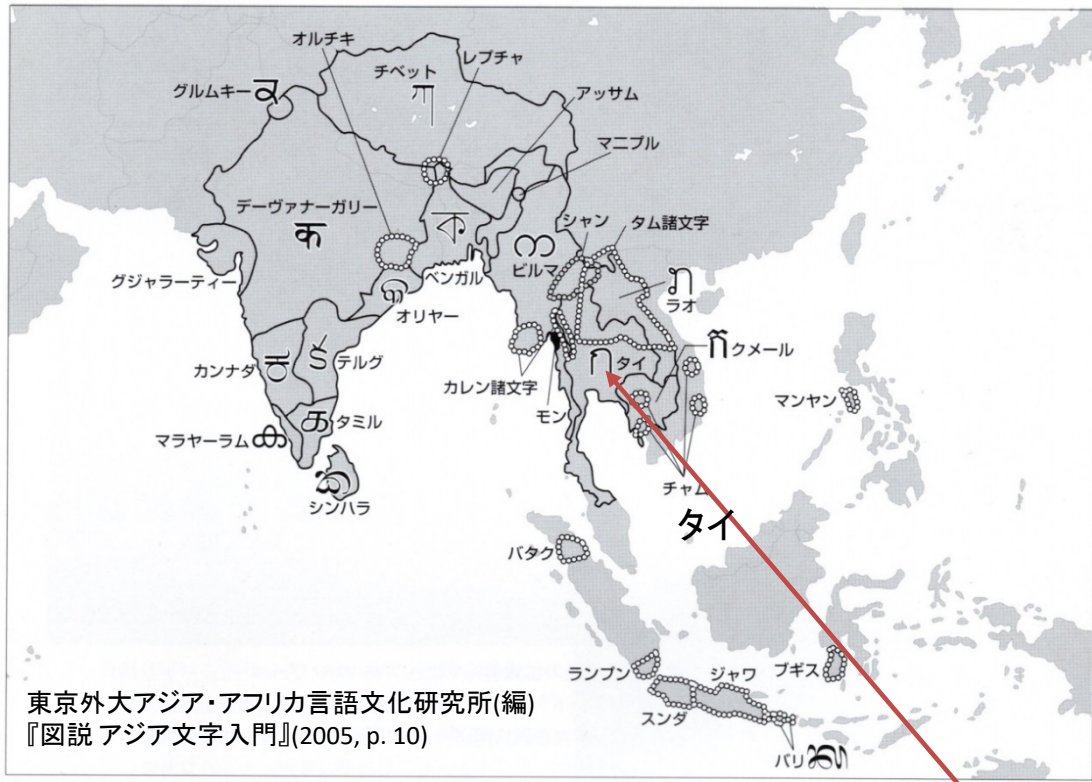 オルチキ
レプチャ
チベット
グルムキー
アッサム
マニプル
デーヴァナーガリー
シャン
タム諸文字
ビルマ
グジャラーティー
ベンガル
オリヤー
ラオ
カンナダ
テルグ
カレン諸文字
タイ
クメール
モン
マンヤン
マラヤーラム
タミル
シンハラ
チャム
タイ
バタク
ランプン
ジャワ
ブギス
スンダ
バリ
東京外大アジア・アフリカ言語文化研究所(編)
『図説 アジア文字入門』(2005, p. 10)